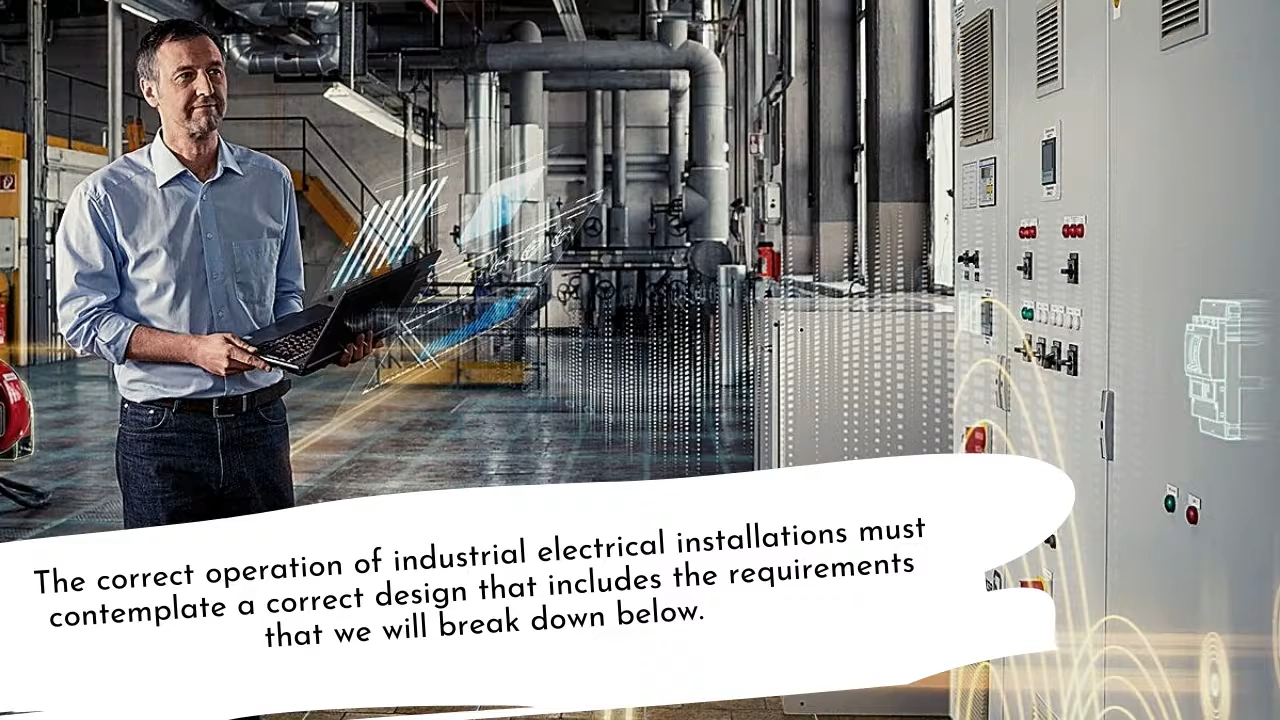 The correct operation of industrial electrical installations must
contemplate a correct design that includes the requirements
that we will break down below.